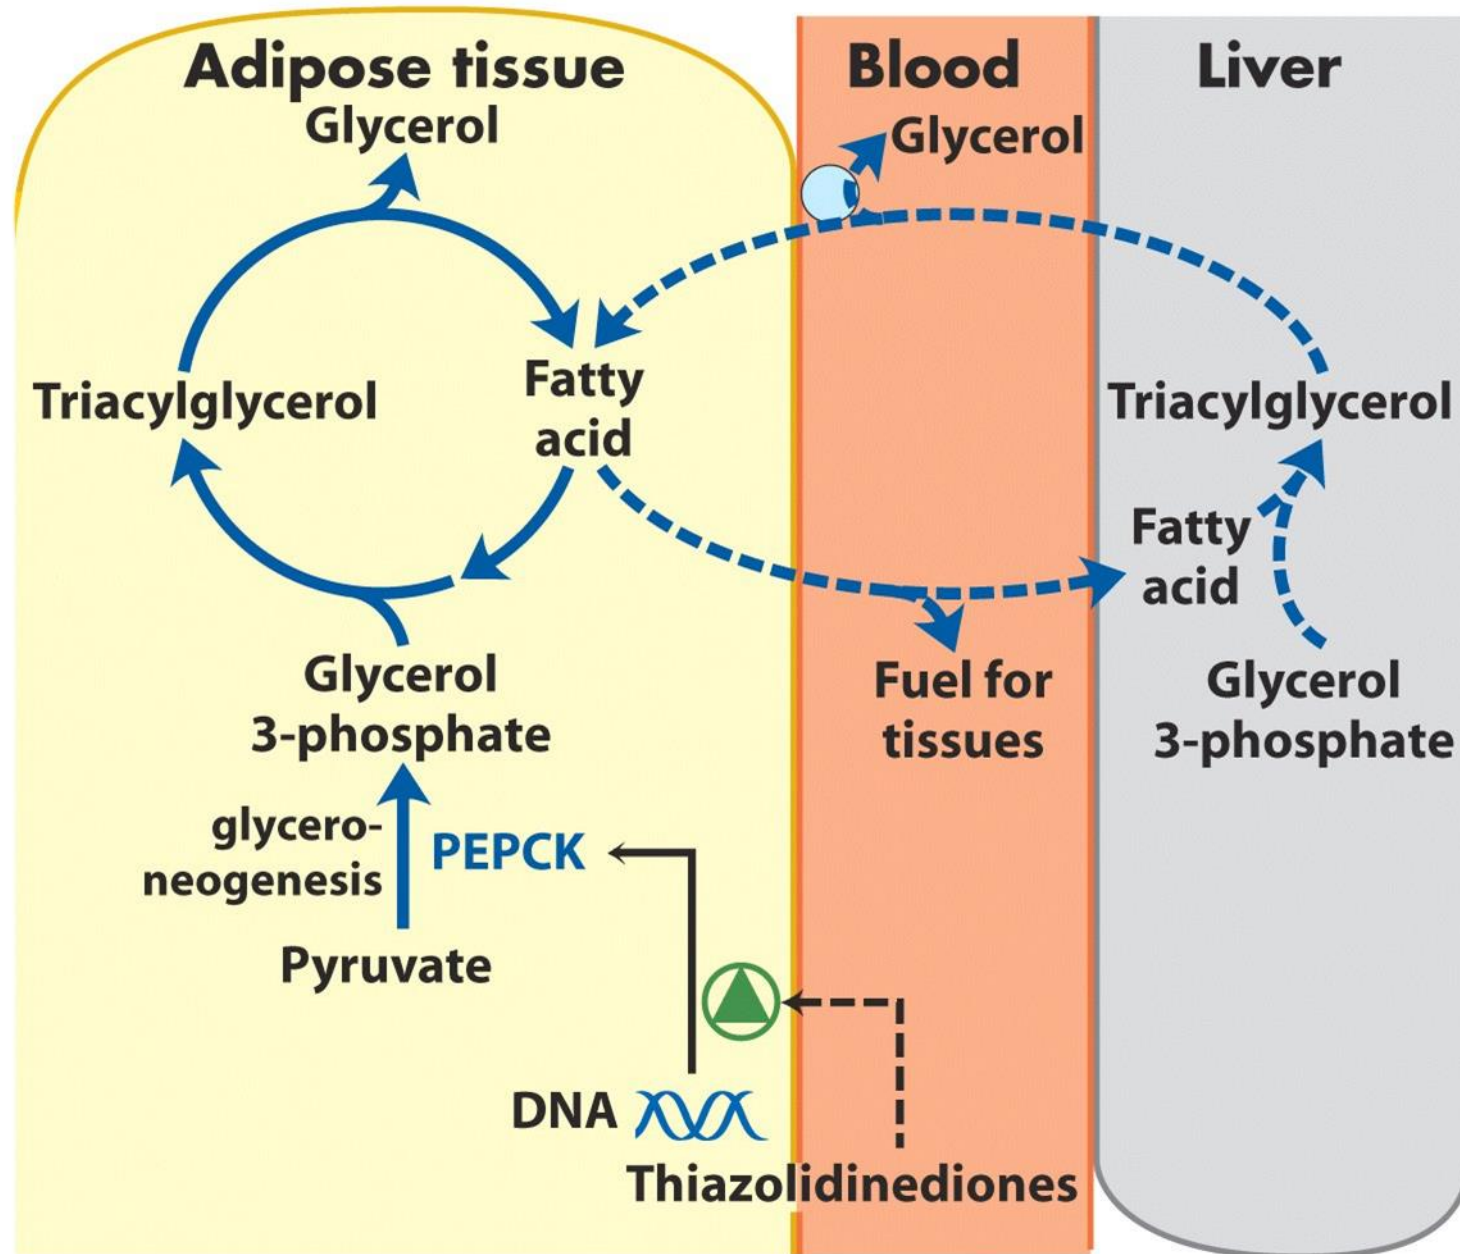 Adipose tissue
Blood
Liver
Glycerol
Glycerol
Triacylglycerol
Fatty
acid
Triacylglycerol
Fatty
acid
Glycerol
3-phosphate
Fuel for
tissues
Glycerol
3-phosphate
glycero-
neogenesis
PEPCK
Pyruvate
DNA
Thiazolidinediones